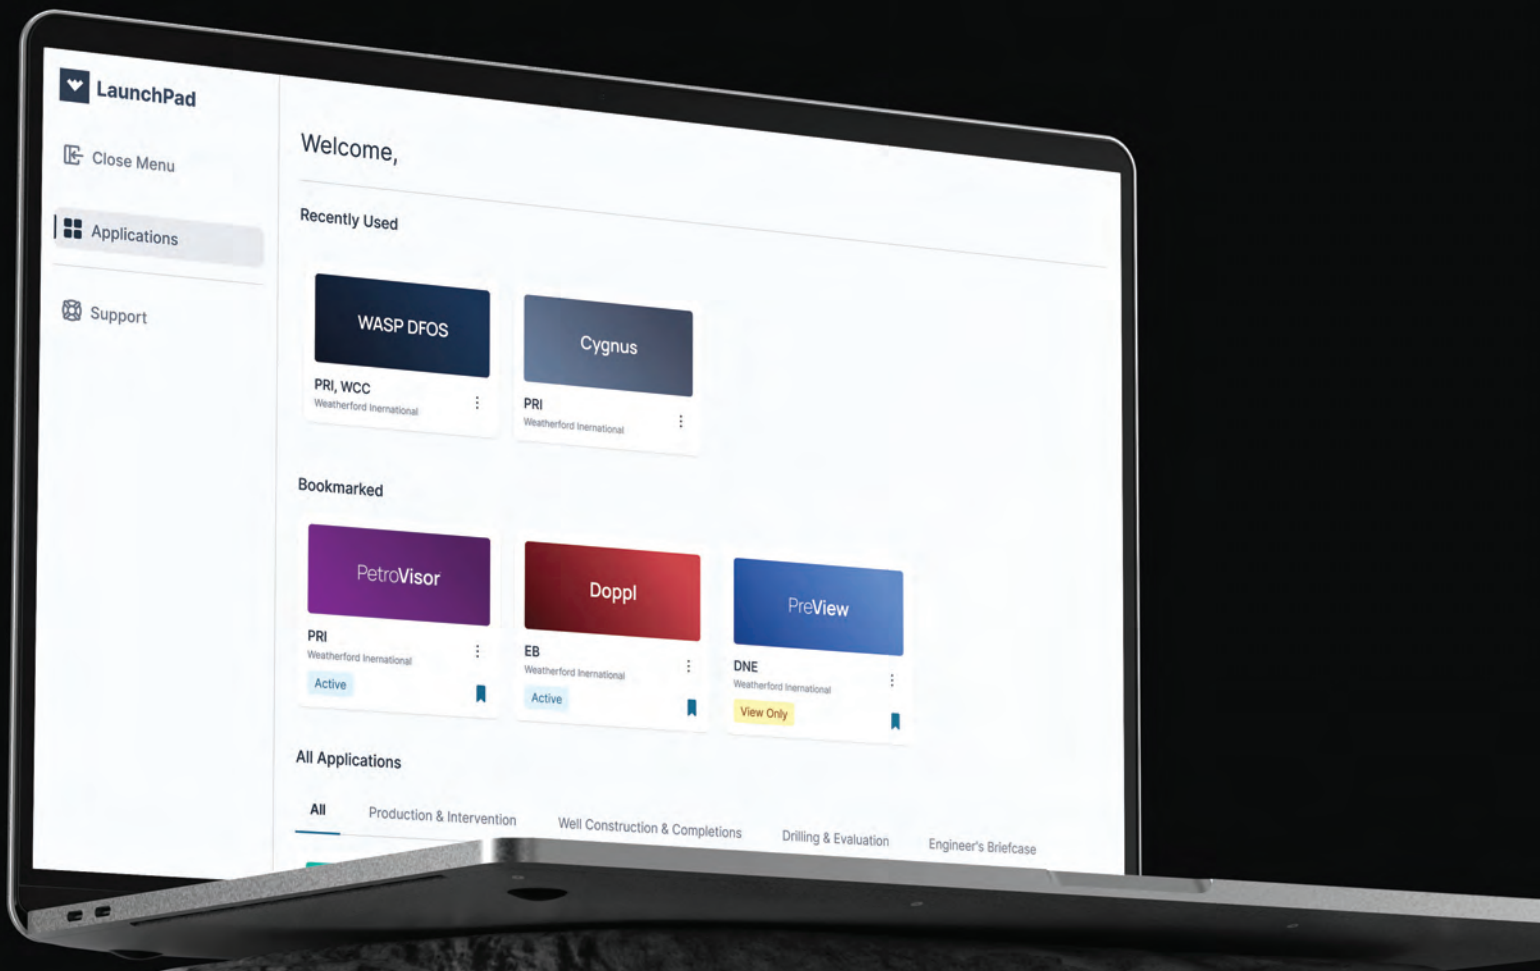 LaunchPad
Close Menu
Applications
Support
Welcome,
Recently Used
WASP DFOS
PRI, WCC
Weatherford Inernational
Cygnus
PRI
Weatherford Inernational
Bookmarked
PetroVisor
PRI
Weatherford Inernational
Active
Doppl
EB
Weatherford Inernational
Active
PreView
DNE
Weatherford Inernational
View Only
All Applications
All
Production & Intervention
Well Construction & Completions
Drilling & Evaluation
Engineer's Briefcase